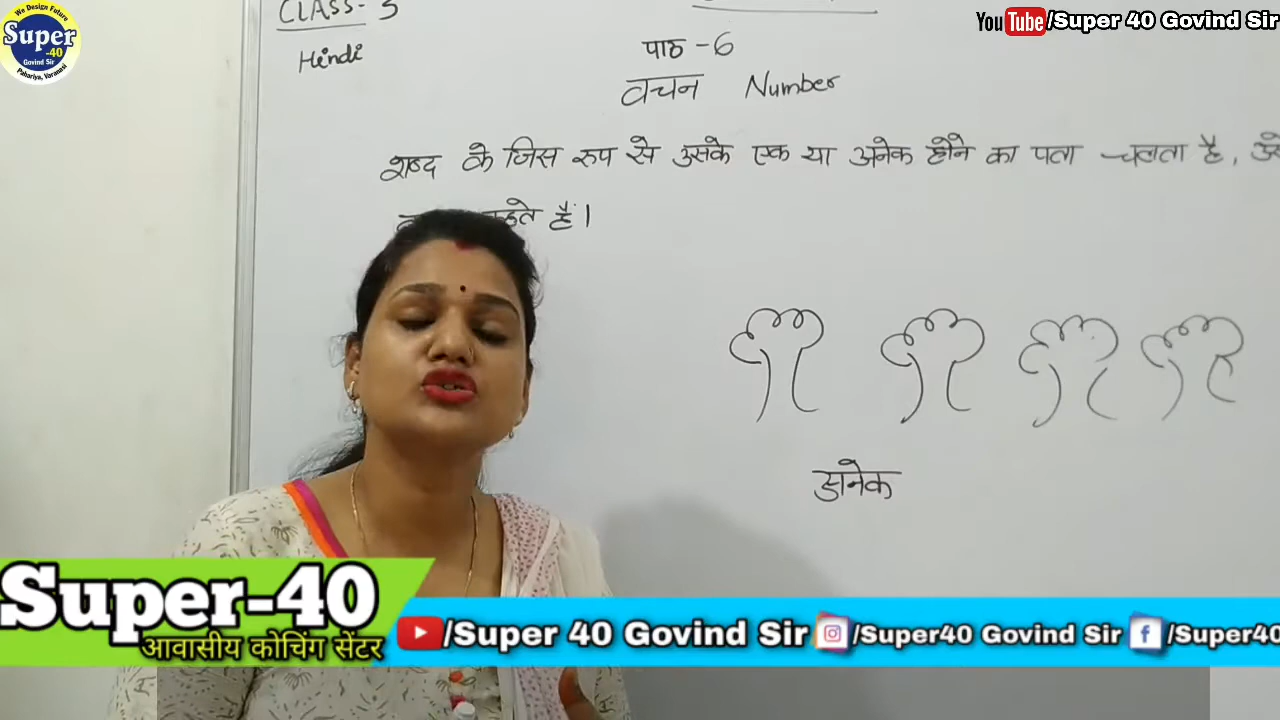 We Design Future
Super
-40
Govind Sir
Pahariya, Varanasi
YouTube/Super 40 Govind Sir
CLASS-5
Hindi
पाठ -6
वचन Number
शब्द के जिस रुप से उसके एक या अनेक होने का पता चलता है,
हैं।
अनेक
Super-40
आवासीय कोचिंग सेंटर
/Super 40 Govind Sir /Super40 Govind Sir /Super40